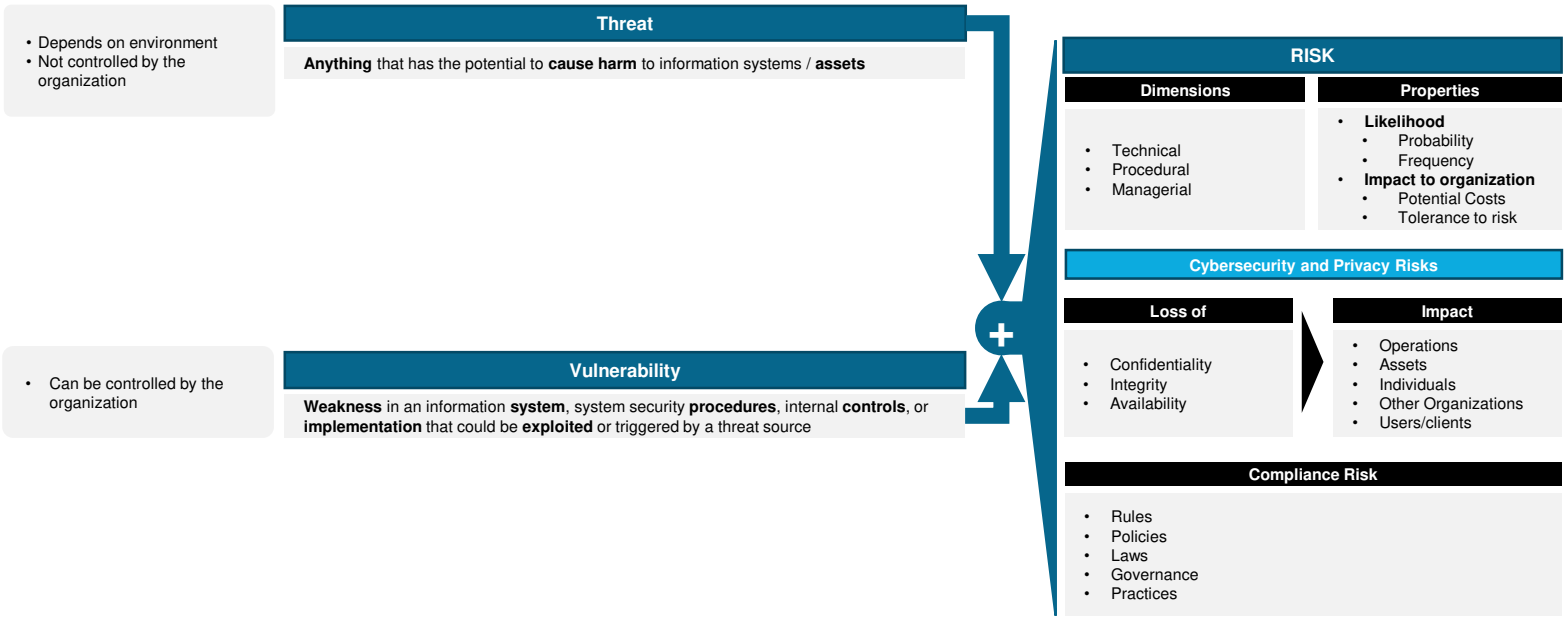 • Depends on environment
• Not controlled by the
organization
Threat
Anything that has the potential to cause harm to information systems / assets
• Can be controlled by the
organization
Vulnerability
Weakness in an information system, system security procedures, internal controls, or
implementation that could be exploited or triggered by a threat source
+
RISK
Dimensions
• Technical
• Procedural
• Managerial
Properties
• Likelihood
• Probability
• Frequency
• Impact to organization
• Potential Costs
• Tolerance to risk
Cybersecurity and Privacy Risks
Loss of
• Confidentiality
• Integrity
• Availability
Impact
• Operations
• Assets
• Individuals
• Other Organizations
• Users/clients
Compliance Risk
• Rules
• Policies
• Laws
• Governance
• Practices